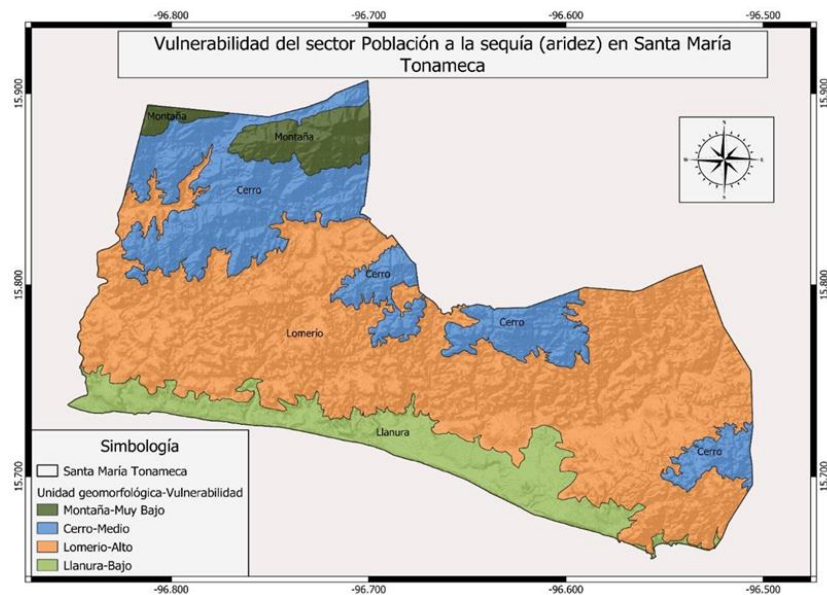 -96.800 -96.700 -96.600 -96.500
Vulnerabilidad del sector Población a la sequía (aridez) en Santa María
Tonameca
15.900
15.900
Montaña
Montaña
N
Cerro
15.800
15.800
Cerro
Cerro
Lomerío
Llanura
Cerro
15.700
15.700
Simbología
Santa María Tonameca
Unidad geomorfológica-Vulnerabilidad
Montaña-Muy Bajo
Cerro-Medio
Lomerio-Alto
Llanura-Bajo
-96.800 -96.700 -96.600 -96.500